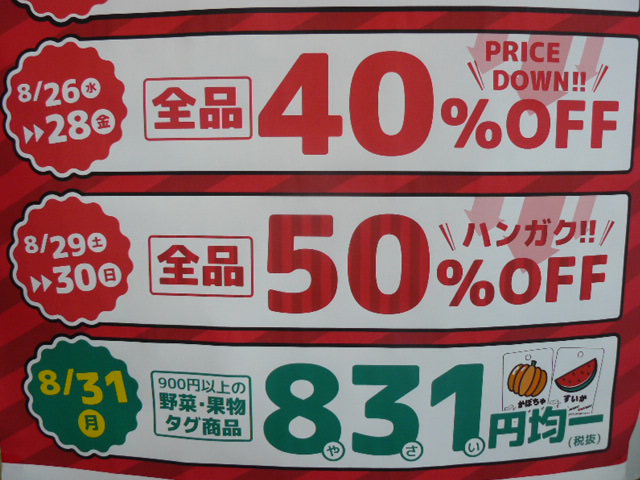 8/26水
▸▸28金
全品
40%OFF
PRICE
DOWN!!
8/29土
▸▸30日
全品
50%OFF
ハンガク!!
8/31
月
900円以上の
野菜・果物
タグ商品
831円均一
やさい
(税抜)
かぼちゃ
すいか